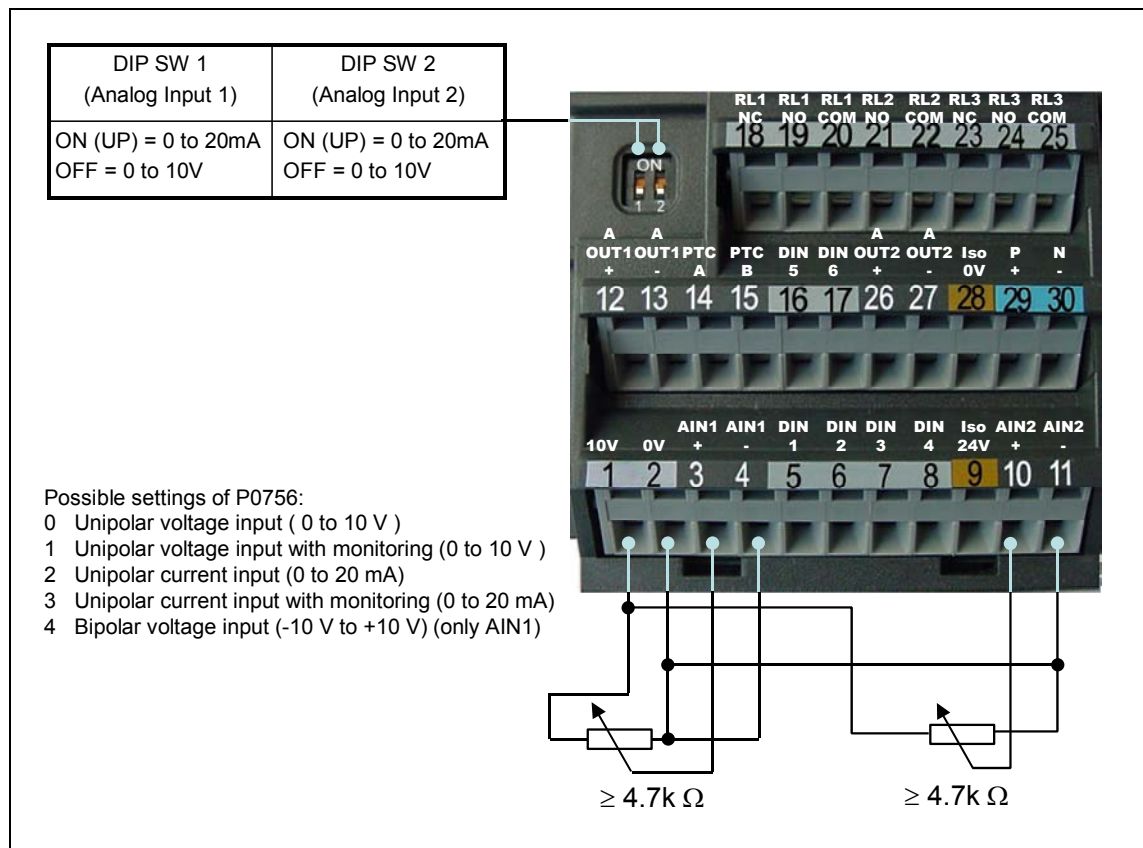 DIP SW 1
(Analog Input 1)
DIP SW 2
(Analog Input 2)
ON (UP) = 0 to 20mA
OFF = 0 to 10V
ON (UP) = 0 to 20mA
OFF = 0 to 10V
ON
1 2
RL1 RL1 RL1 RL2 RL2 RL3 RL3 RL3
NC NO COM NO COM NC NO COM
18 19 20 21 22 23 24 25
A A A A
OUT1 OUT1 PTC PTC DIN DIN OUT2 OUT2 Iso P N
+ - A B 5 6 + - 0V + -
12 13 14 15 16 17 26 27 28 29 30
AIN1 AIN1 DIN DIN DIN DIN Iso AIN2 AIN2
10V 0V + - 1 2 3 4 24V + -
1 2 3 4 5 6 7 8 9 10 11
Possible settings of P0756:
0 Unipolar voltage input ( 0 to 10 V )
1 Unipolar voltage input with monitoring (0 to 10 V )
2 Unipolar current input (0 to 20 mA)
3 Unipolar current input with monitoring (0 to 20 mA)
4 Bipolar voltage input (-10 V to +10 V) (only AIN1)
≥ 4.7k Ω
≥ 4.7k Ω